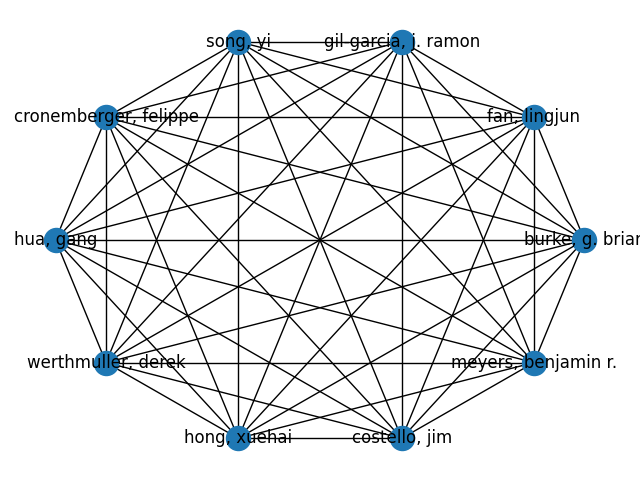 song, yi
gil-garcia, j. ramon
cronemberger, felippe
fan, lingjun
hua, gang
burke, g. brian
werthmuller, derek
meyers, benjamin r.
hong, xuehai
costello, jim